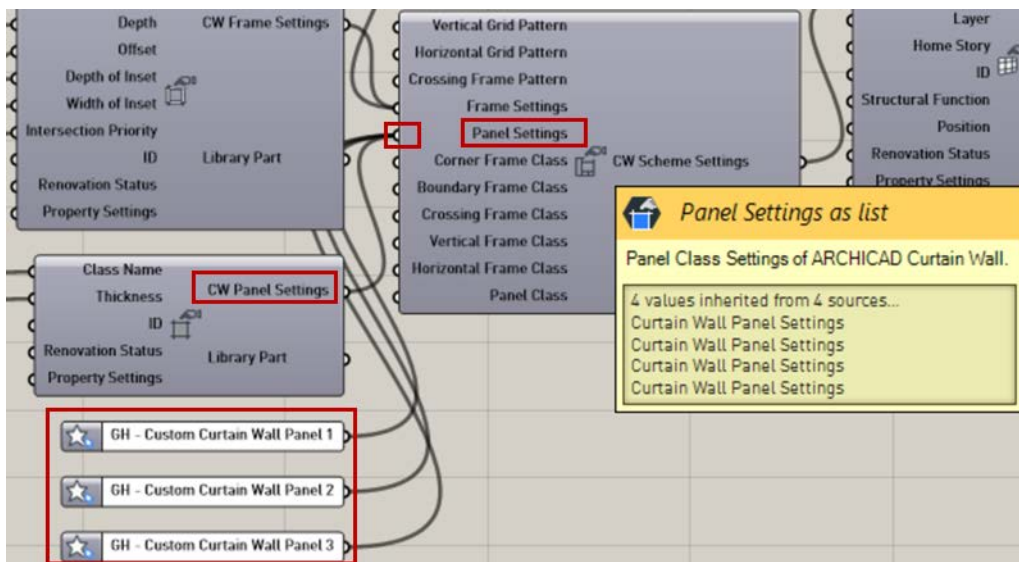 Depth
CW Frame Settings
Offset
Depth of Inset
Width of Inset
Intersection Priority
ID
Library Part
Renovation Status
Property Settings
Vertical Grid Pattern
Horizontal Grid Pattern
Crossing Frame Pattern
Frame Settings
Panel Settings
Corner Frame Class
CW Scheme Settings
Boundary Frame Class
Crossing Frame Class
Vertical Frame Class
Horizontal Frame Class
Panel Class
Layer
Home Story
ID
Structural Function
Position
Renovation Status
Property Settings
Panel Settings as list
Panel Class Settings of ARCHICAD Curtain Wall.
4 values inherited from 4 sources...
Curtain Wall Panel Settings
Curtain Wall Panel Settings
Curtain Wall Panel Settings
Curtain Wall Panel Settings
Class Name
CW Panel Settings
Thickness
ID
Renovation Status
Library Part
Property Settings
GH - Custom Curtain Wall Panel 1
GH - Custom Curtain Wall Panel 2
GH - Custom Curtain Wall Panel 3